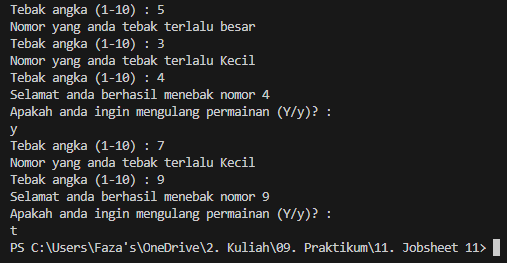 Tebak angka (1-10) : 5
Nomor yang anda tebak terlalu besar
Tebak angka (1-10) : 3
Nomor yang anda tebak terlalu Kecil
Tebak angka (1-10) : 4
Selamat anda berhasil menebak nomor 4
Apakah anda ingin mengulang permainan (Y/y)? :
y
Tebak angka (1-10) : 7
Nomor yang anda tebak terlalu Kecil
Tebak angka (1-10) : 9
Selamat anda berhasil menebak nomor 9
Apakah anda ingin mengulang permainan (Y/y)? :
t
PS C:\Users\Faza's\OneDrive\2. Kuliah\09. Praktikum\11. Jobsheet 11>